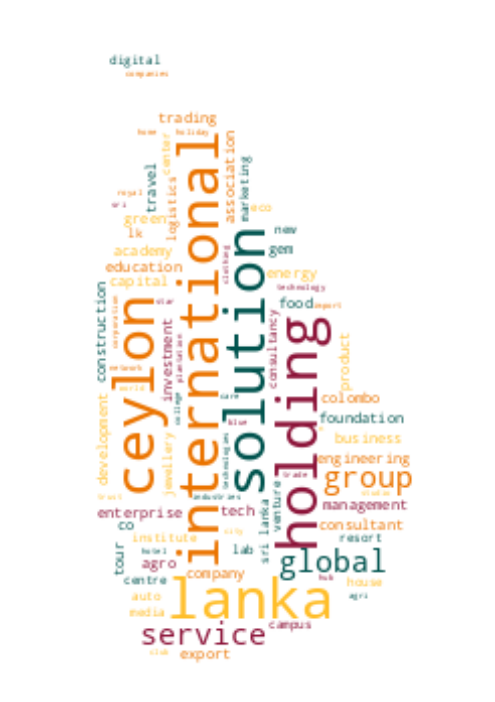 digital
companies
trading
home
holiday
international
association
center
marketing
travel
logistics
royal
eco
sri
green
lk
new
solution
academy
gem
education
clothing
energy
capital
technology
construction
corporation
ceylon
star
food
import
holding
consultancy
investment
plantation
product
network
world
care
colombo
development
college
foundation
blue
jewellery
technologies
business
engineering
trade
group
trust
industries
venture
management
enterprise
tech
sri lanka
co
consultant
city
institute
resort
tour
hotel
lab
agro
global
company
hub
centre
house
lanka
auto
agri
media
campus
service
club
export